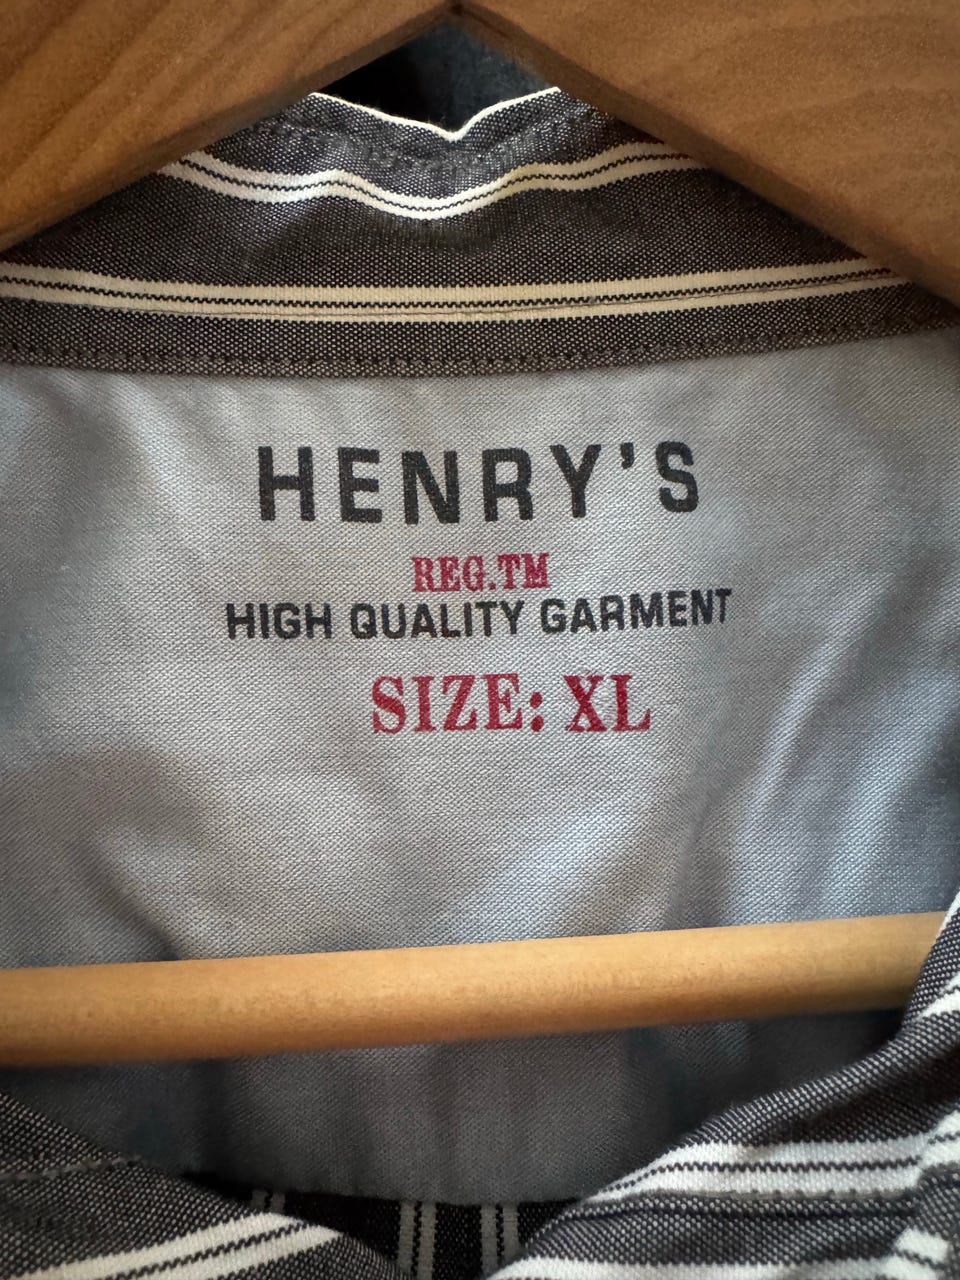 HENRY'S
REG.TM
HIGH QUALITY GARMENT
SIZE: XL